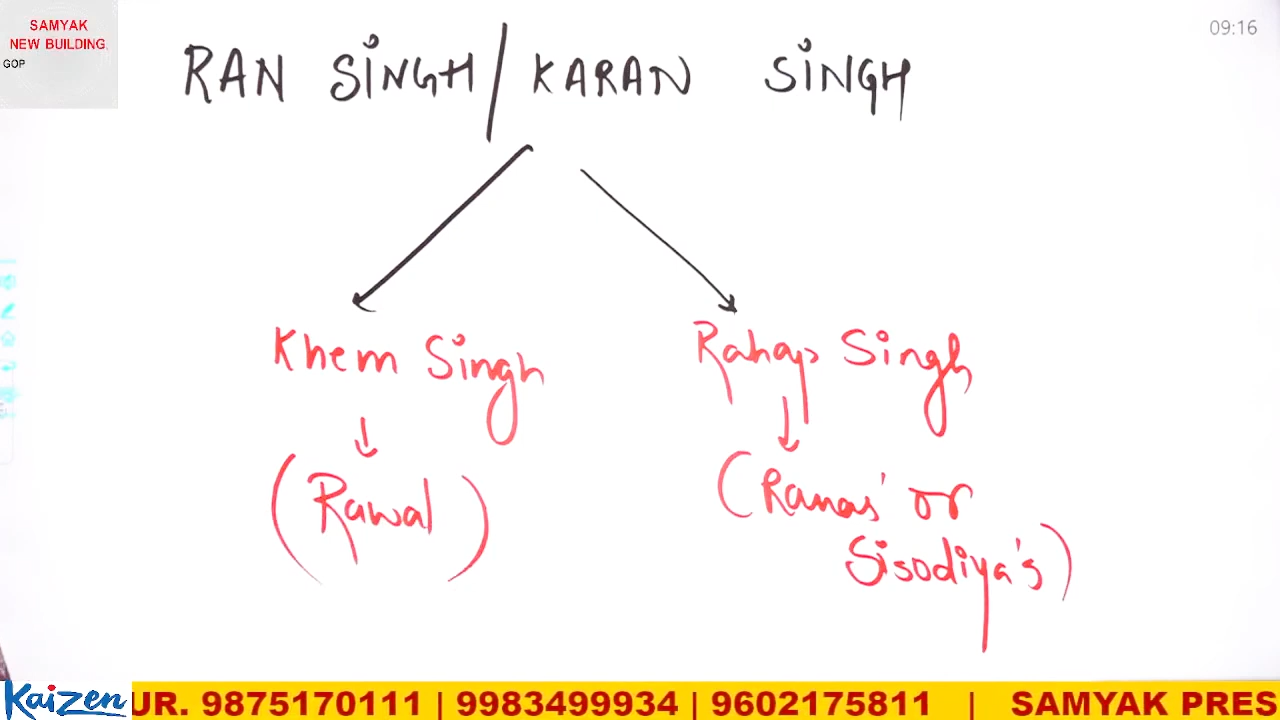 SAMYAK
NEW BUILDING,
GOP
09:16
RAN SINGH / KARAN SINGH
Khem Singh
Rahap Singh
(Rawal)
(Ranas' or
Sisodiya's)
Kaizen
UR. 9875170111 | 9983499934 | 9602175811 | SAMYAK PRES